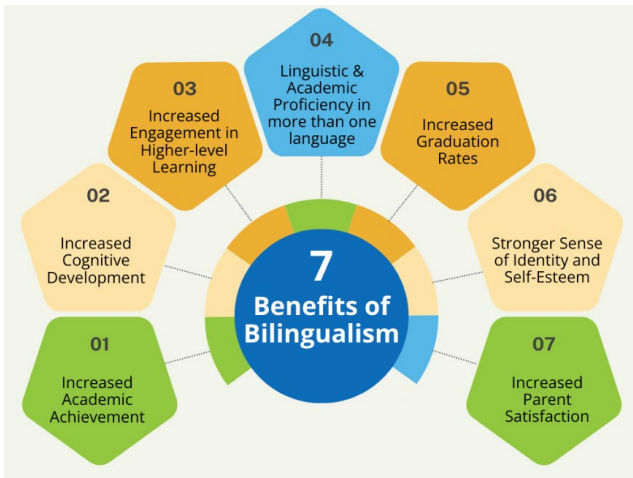 7
Benefits of
Bilingualism
01
Increased
Academic
Achievement
02
Increased
Cognitive
Development
03
Increased
Engagement in
Higher-level
Learning
04
Linguistic &
Academic
Proficiency in
more than one
language
05
Increased
Graduation
Rates
06
Stronger Sense
of Identity and
Self-Esteem
07
Increased
Parent
Satisfaction